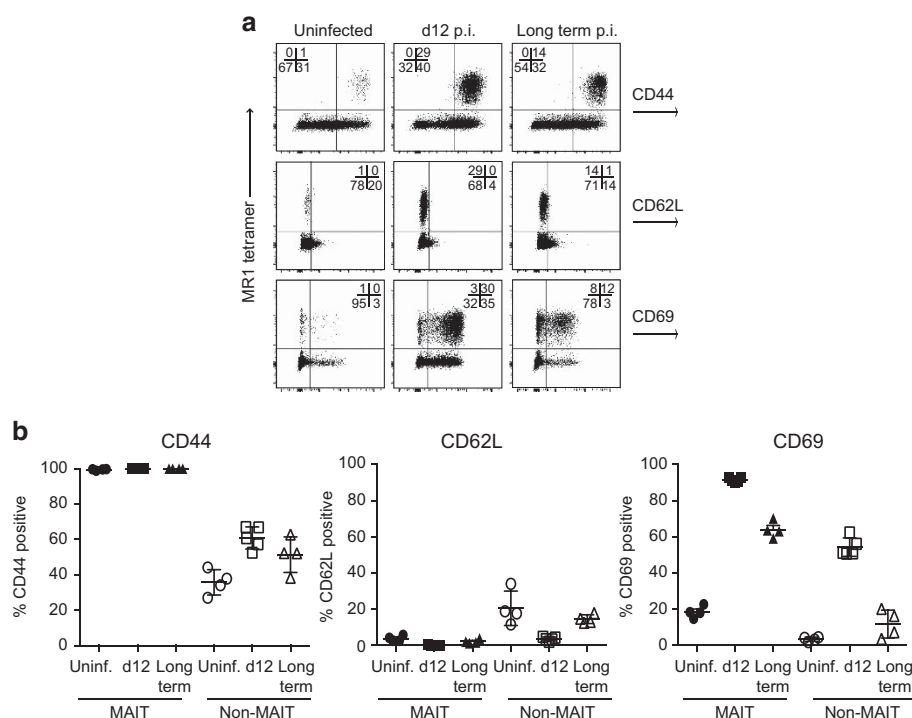 a
Uninfected d12 p.i. Long term p.i.
0 1
67 31
0 29
32 40
0 14
54 32
CD44
1 0
78 20
29 0
68 4
14 1
71 14
CD62L
1 0
95 3
3 30
32 35
8 12
78 3
CD69
MR1 tetramer
b
CD44
% CD44 positive
100
80
60
40
20
0
Uninf. d12 Long term Uninf. d12 Long term
MAIT Non-MAIT
CD62L
% CD62L positive
100
80
60
40
20
0
Uninf. d12 Long term Uninf. d12 Long term
MAIT Non-MAIT
CD69
% CD69 positive
100
80
60
40
20
0
Uninf. d12 Long term Uninf. d12 Long term
MAIT Non-MAIT